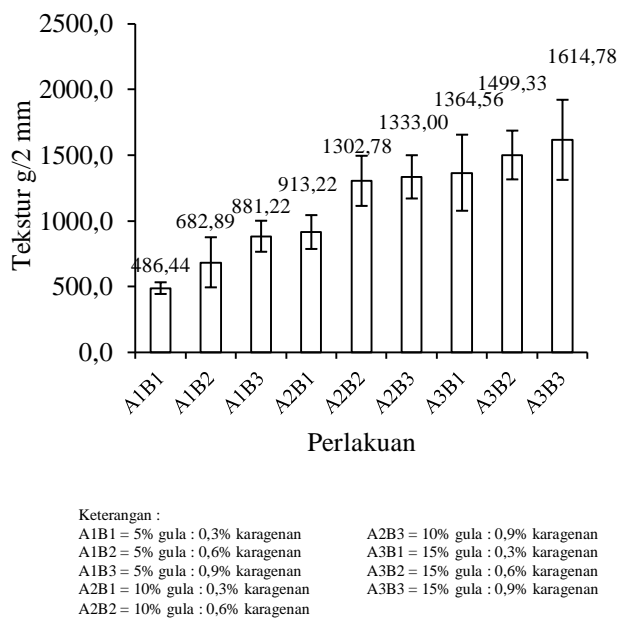 2500,0
2000,0
1500,0
1000,0
500,0
0,0
Tekstur g/2 mm
486,44
682,89
881,22
913,22
1302,78
1333,00
1364,56
1499,33
1614,78
A1B1
A1B2
A1B3
A2B1
A2B2
A2B3
A3B1
A3B2
A3B3
Perlakuan
Keterangan :
A1B1 = 5% gula : 0,3% karagenan
A1B2 = 5% gula : 0,6% karagenan
A1B3 = 5% gula : 0,9% karagenan
A2B1 = 10% gula : 0,3% karagenan
A2B2 = 10% gula : 0,6% karagenan
A2B3 = 10% gula : 0,9% karagenan
A3B1 = 15% gula : 0,3% karagenan
A3B2 = 15% gula : 0,6% karagenan
A3B3 = 15% gula : 0,9% karagenan